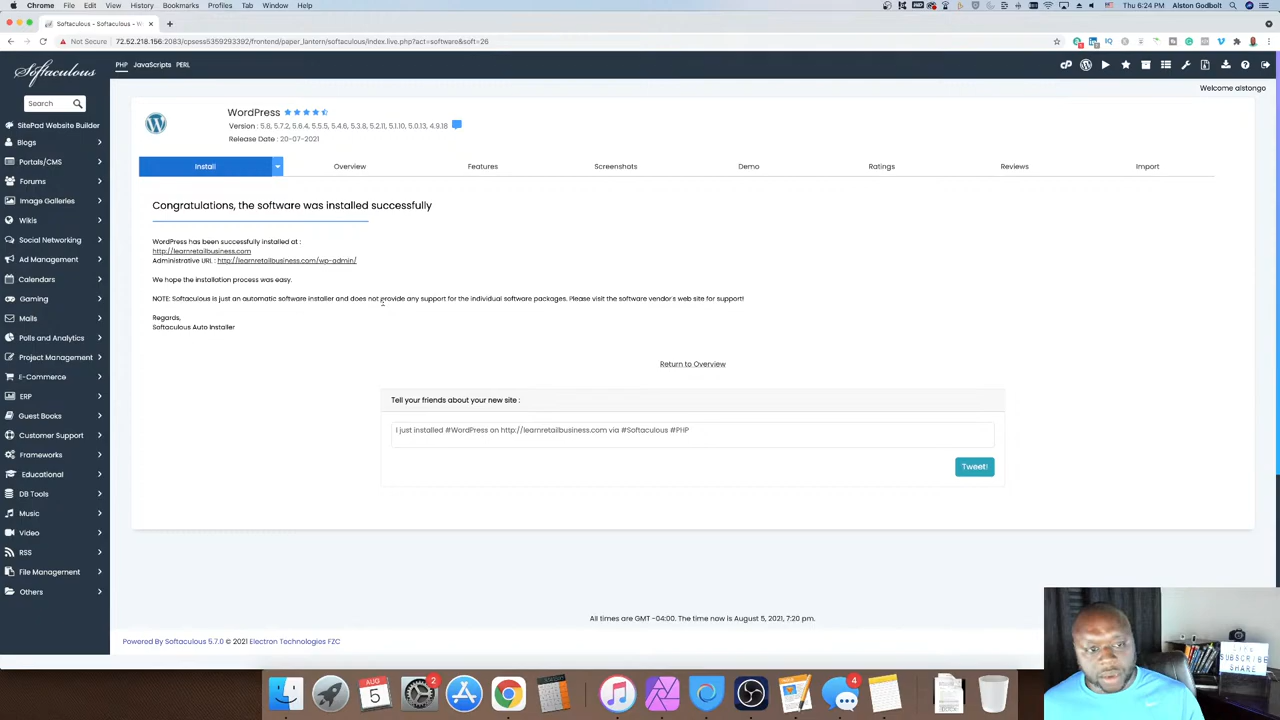 Chrome File Edit View History Bookmarks Profiles Tab Window Help
Thu 6:24 PM Alston Godbolt
Softaculous - Softaculous - W
Not Secure 72.52.218.156:2083/cpsess6359293392/frontend/paper_lantern/softaculous/index.live.php?act=software&soft=26
Softaculous
PHP JavaScripts PERL
Welcome alstongo
Search
SitePad Website Builder
Blogs
Portals/CMS
Forums
Image Galleries
Wikis
Social Networking
Ad Management
Calendars
Gaming
Mails
Polls and Analytics
Project Management
E-Commerce
ERP
Guest Books
Customer Support
Frameworks
Educational
DB Tools
Music
Video
RSS
File Management
Others
WordPress
Version : 5.8, 5.7.2, 5.6.4, 5.5.5, 5.4.6, 5.3.8, 5.2.11, 5.1.10, 5.0.13, 4.9.18
Release Date : 20-07-2021
Install Overview Features Screenshots Demo Ratings Reviews Import
Congratulations, the software was installed successfully
WordPress has been successfully installed at :
http://learnretailbusiness.com
Administrative URL : http://learnretailbusiness.com/wp-admin/
We hope the installation process was easy.
NOTE: Softaculous is just an automatic software installer and does not provide any support for the individual software packages. Please visit the software vendor's web site for support!
Regards,
Softaculous Auto Installer
Return to Overview
Tell your friends about your new site :
I just installed #WordPress on http://learnretailbusiness.com via #Softaculous #PHP
Tweet!
All times are GMT -04:00. The time now is August 5, 2021, 7:20 pm.
Powered By Softaculous 5.7.0 © 2021 Electron Technologies FZC
AUG
5
2
4
SUBSCRIBE
SHARE